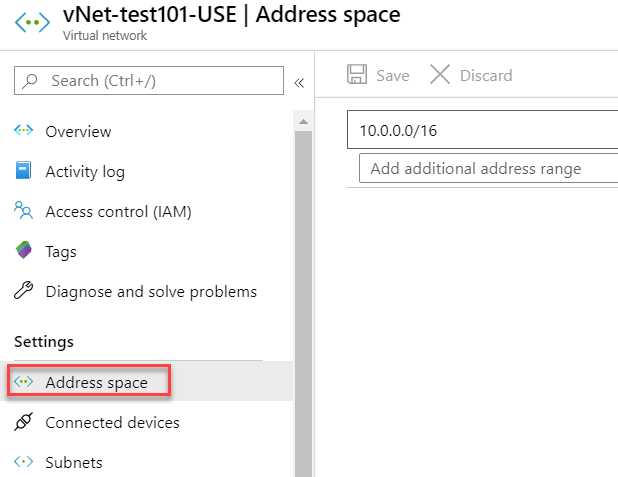 vNet-test101-USE | Address space
Virtual network
Search (Ctrl+/)
«
Save
Discard
Overview
10.0.0.0/16
Activity log
Add additional address range
Access control (IAM)
Tags
Diagnose and solve problems
Settings
Address space
Connected devices
Subnets